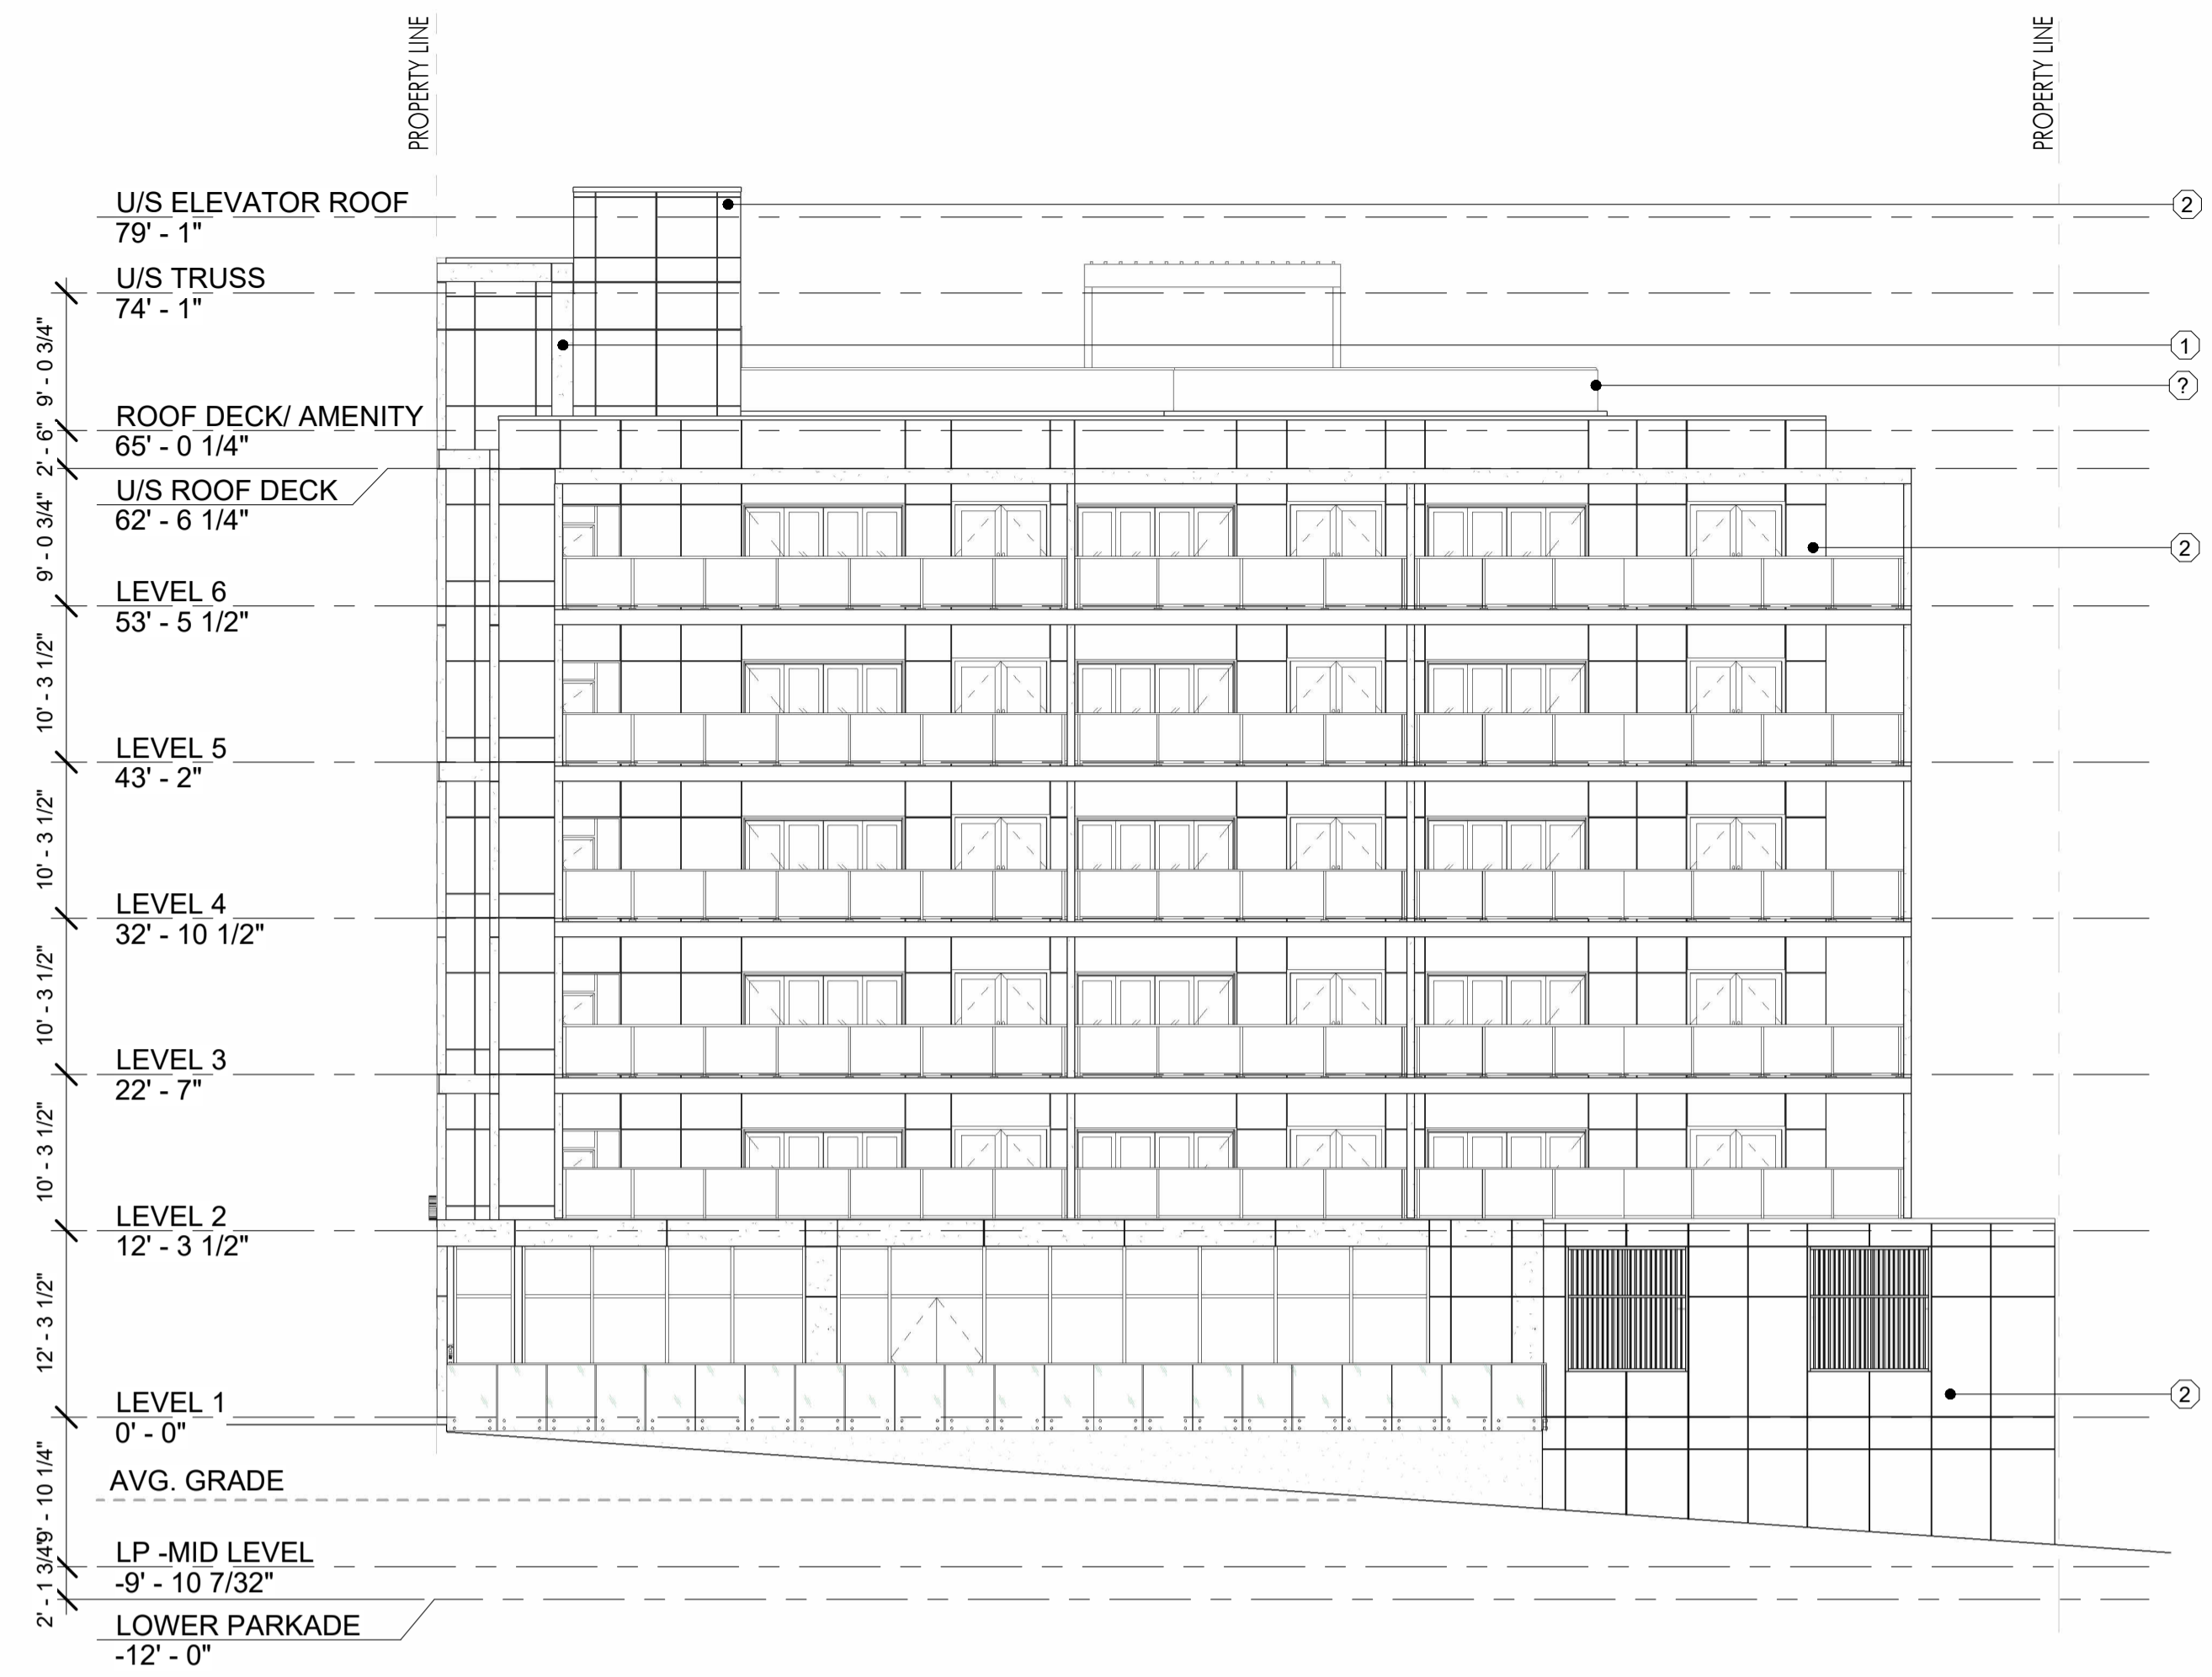 PROPERTY LINE
PROPERTY LINE
U/S ELEVATOR ROOF
79' - 1"
2
U/S TRUSS
74' - 1"
9' - 0 3/4"
1
?
ROOF DECK/ AMENITY
65' - 0 1/4"
2' - 6"
U/S ROOF DECK
62' - 6 1/4"
9' - 0 3/4"
2
LEVEL 6
53' - 5 1/2"
10' - 3 1/2"
LEVEL 5
43' - 2"
10' - 3 1/2"
LEVEL 4
32' - 10 1/2"
10' - 3 1/2"
LEVEL 3
22' - 7"
10' - 3 1/2"
LEVEL 2
12' - 3 1/2"
12' - 3 1/2"
2
LEVEL 1
0' - 0"
9' - 10 1/4"
AVG. GRADE
LP -MID LEVEL
-9' - 10 7/32"
2' - 1 3/4"
LOWER PARKADE
-12' - 0"